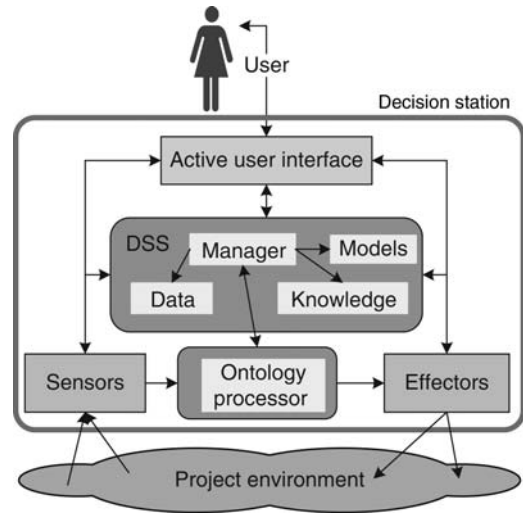 User
Decision station
Active user interface
DSS
Manager
Models
Data
Knowledge
Sensors
Ontology
processor
Effectors
Project environment